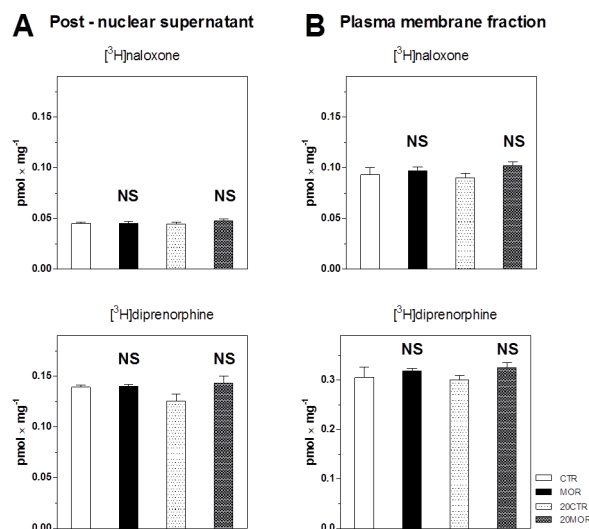 A Post - nuclear supernatant
[³H]naloxone
0.15
0.10
0.05
0.00
pmol × mg⁻¹
NS NS
[³H]diprenorphine
0.15
0.10
0.05
0.00
pmol × mg⁻¹
NS NS
B Plasma membrane fraction
[³H]naloxone
0.15
0.10
0.05
0.00
pmol × mg⁻¹
NS NS
[³H]diprenorphine
0.3
0.2
0.1
0.0
pmol × mg⁻¹
NS NS
CTR
MOR
20CTR
20MOR